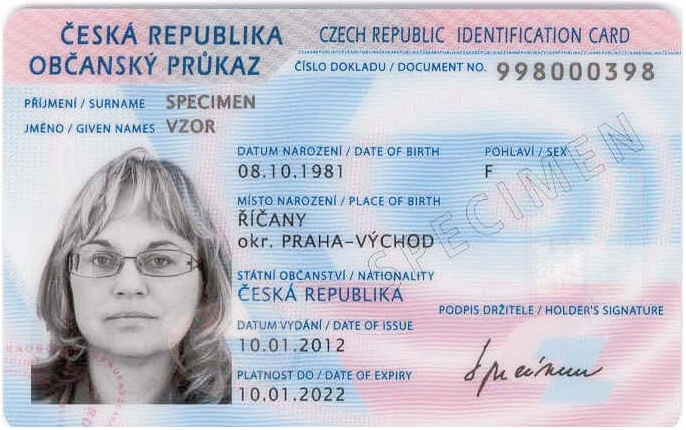 ČESKÁ REPUBLIKA
CZECH REPUBLIC IDENTIFICATION CARD
OBČANSKÝ PRŮKAZ
ČÍSLO DOKLADU / DOCUMENT NO. 998000398
PŘÍJMENÍ / SURNAME SPECIMEN
JMÉNO / GIVEN NAMES VZOR
DATUM NAROZENÍ / DATE OF BIRTH
POHLAVÍ / SEX
08.10.1981
F
MÍSTO NAROZENÍ / PLACE OF BIRTH
ŘÍČANY
okr. PRAHA–VÝCHOD
SPECIMEN
STÁTNÍ OBČANSTVÍ / NATIONALITY
ČESKÁ REPUBLIKA
PODPIS DRŽITELE / HOLDER'S SIGNATURE
DATUM VYDÁNÍ / DATE OF ISSUE
10.01.2012
Specimen
PLATNOST DO / DATE OF EXPIRY
10.01.2022